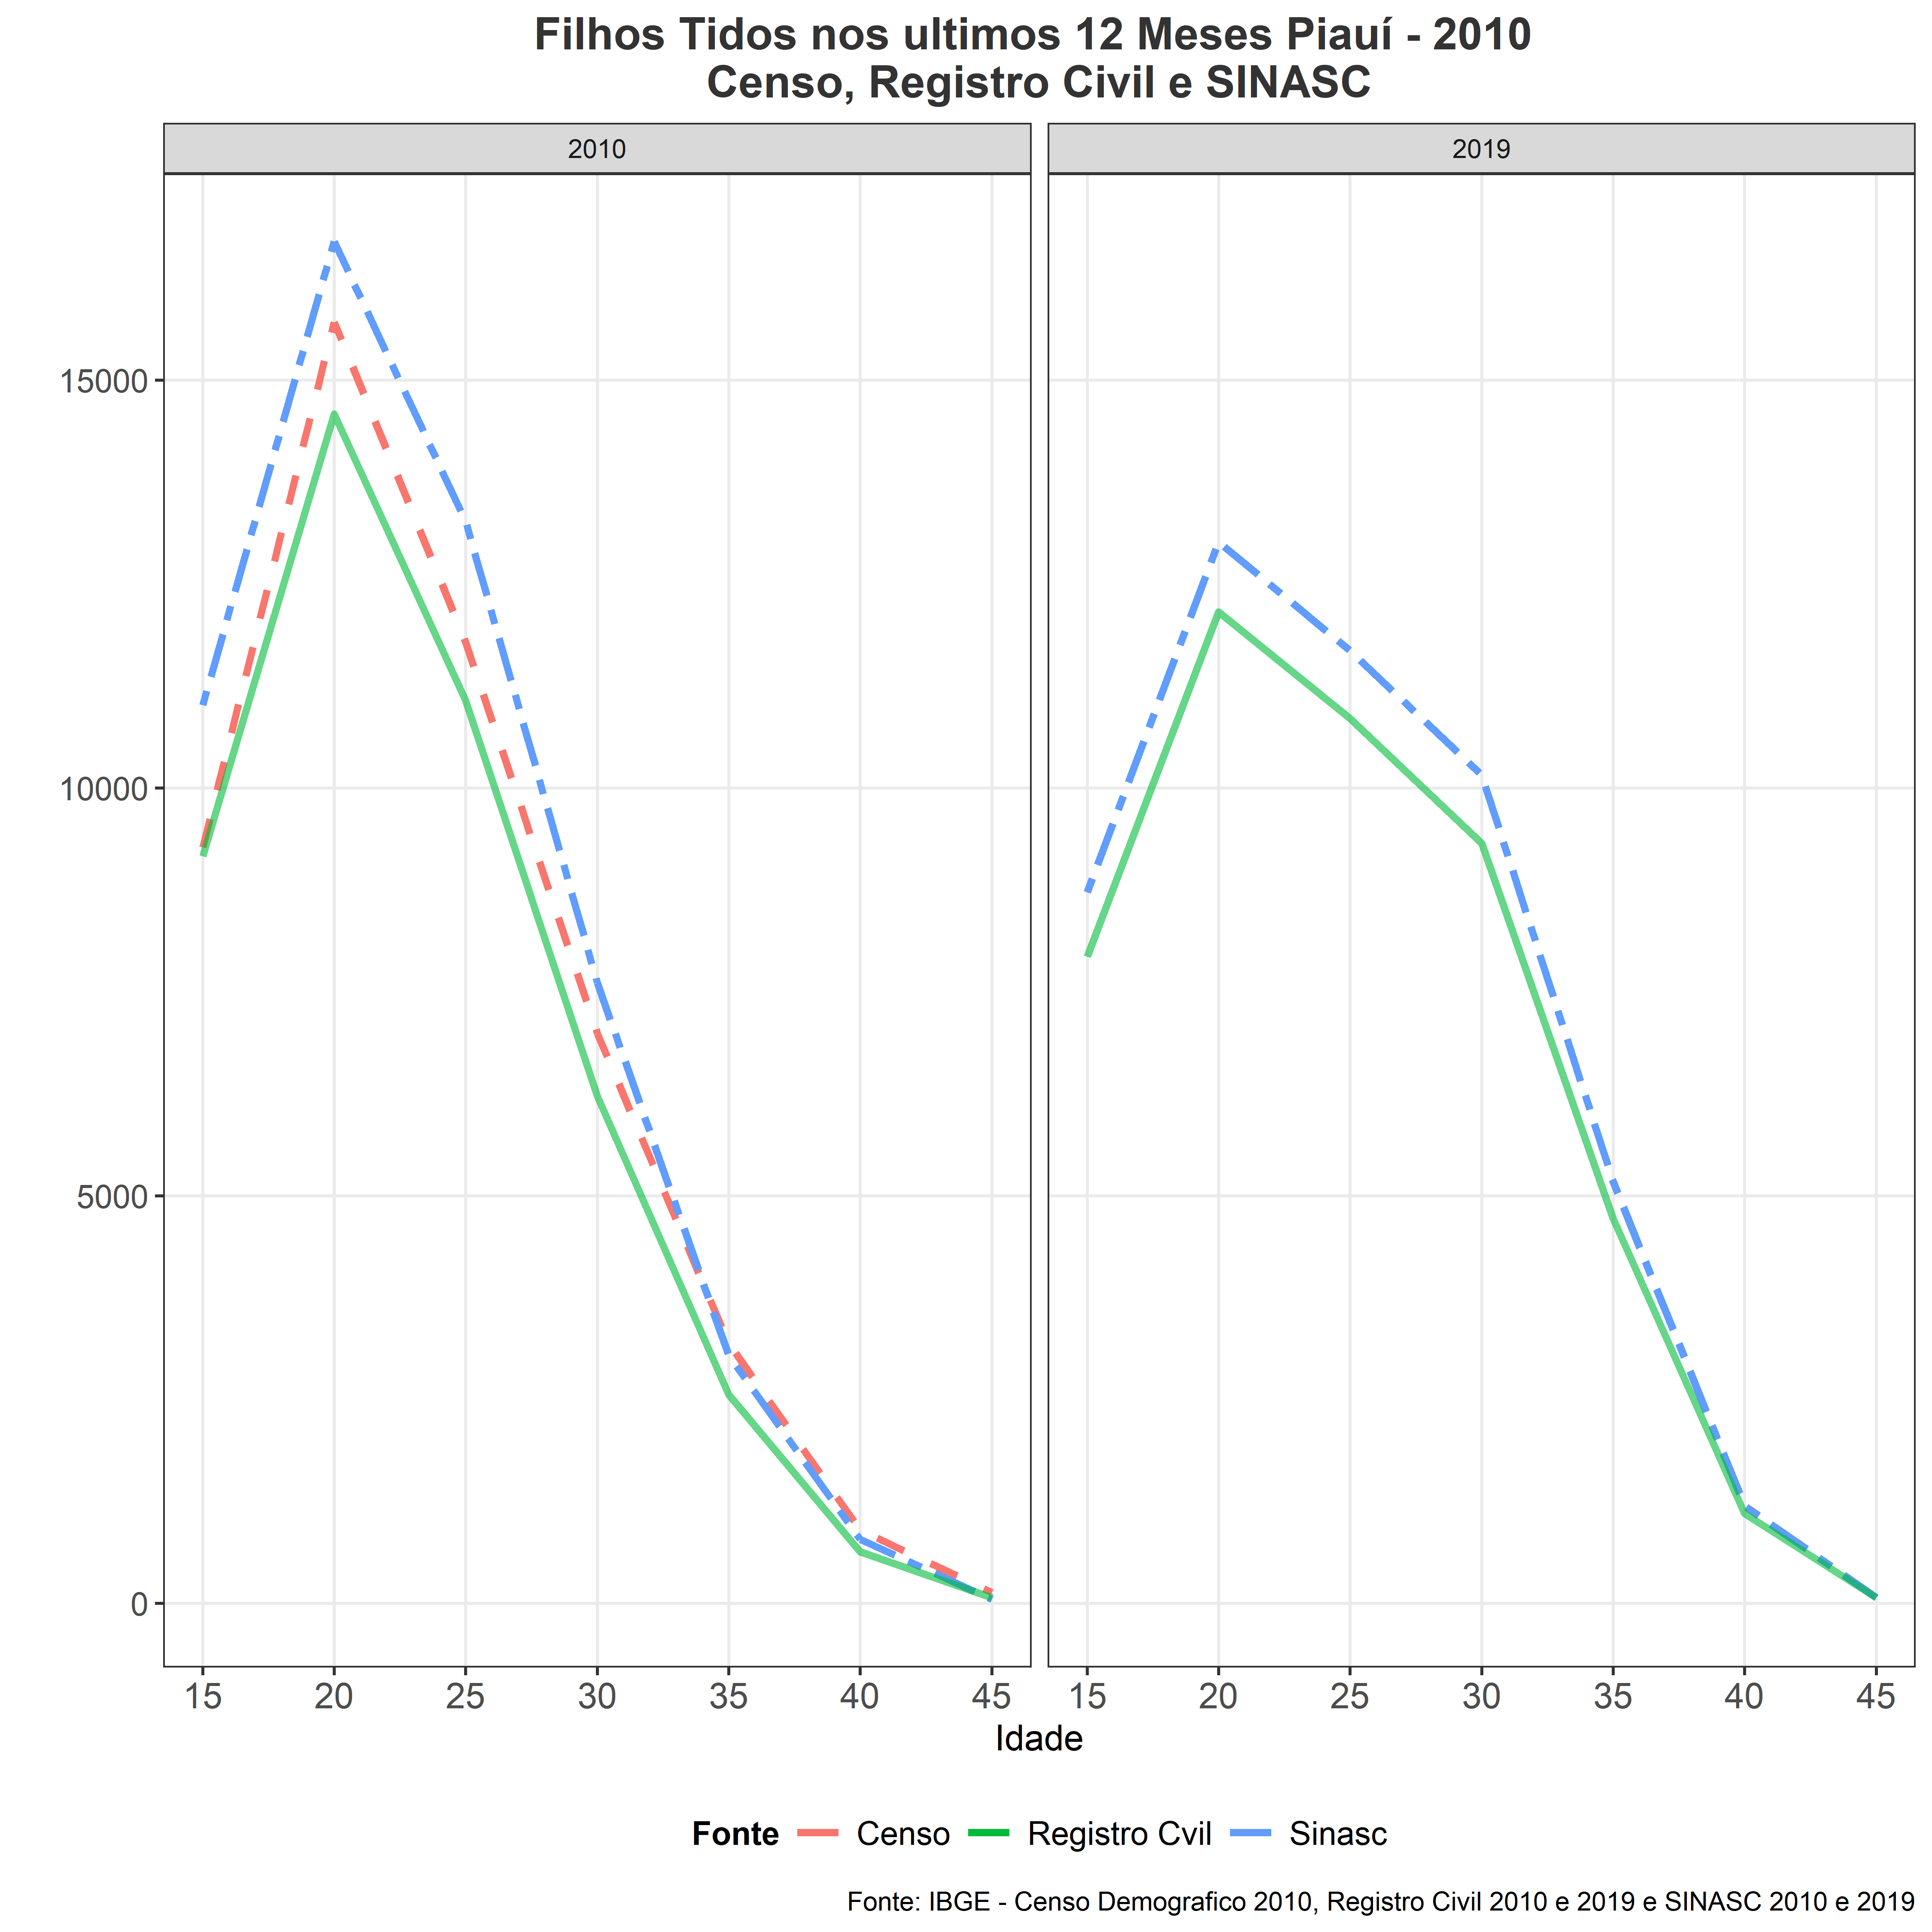 Filhos Tidos nos ultimos 12 Meses Piauí - 2010
Censo, Registro Civil e SINASC
2010 2019
15000
10000
5000
0
15 20 25 30 35 40 45 15 20 25 30 35 40 45
Idade
Fonte Censo Registro Cvil Sinasc
Fonte: IBGE - Censo Demografico 2010, Registro Civil 2010 e 2019 e SINASC 2010 e 2019